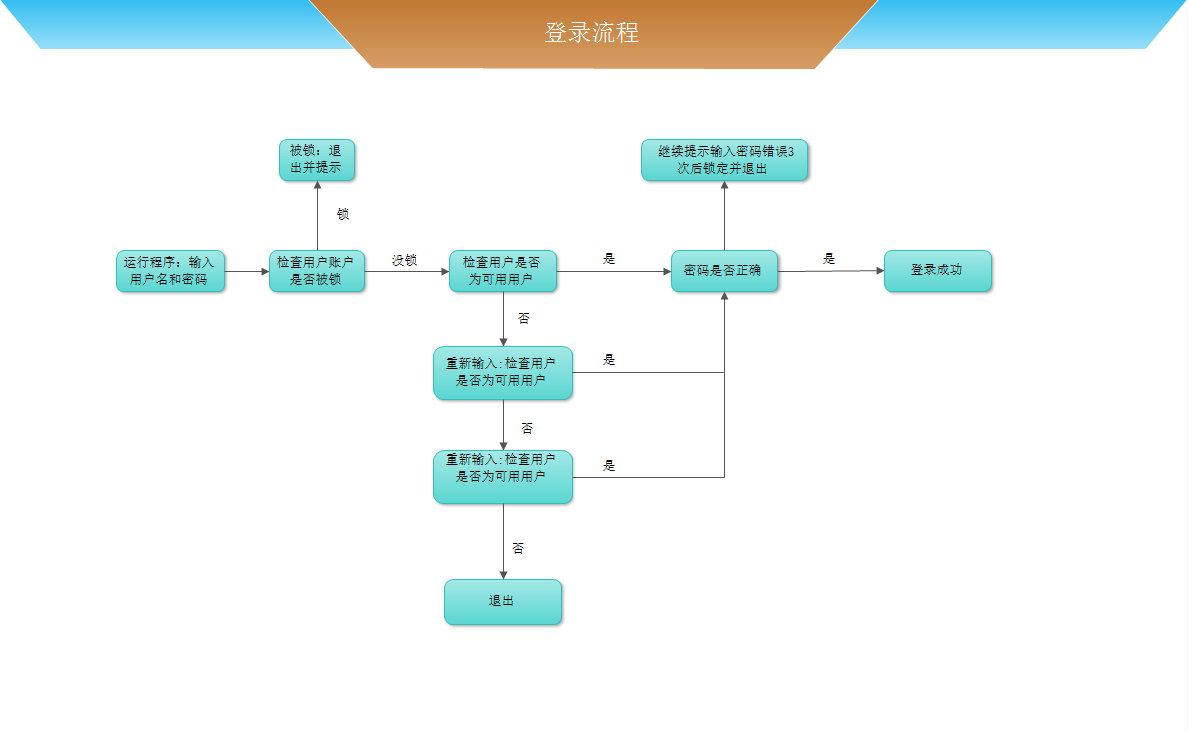 登录流程
被锁：退
出并提示
继续提示输入密码错误3
次后锁定并退出
锁
运行程序：输入
用户名和密码
检查用户账户
是否被锁
没锁
检查用户是否
为可用用户
是
密码是否正确
是
登录成功
否
重新输入:检查用户
是否为可用用户
是
否
重新输入:检查用户
是否为可用用户
是
否
退出